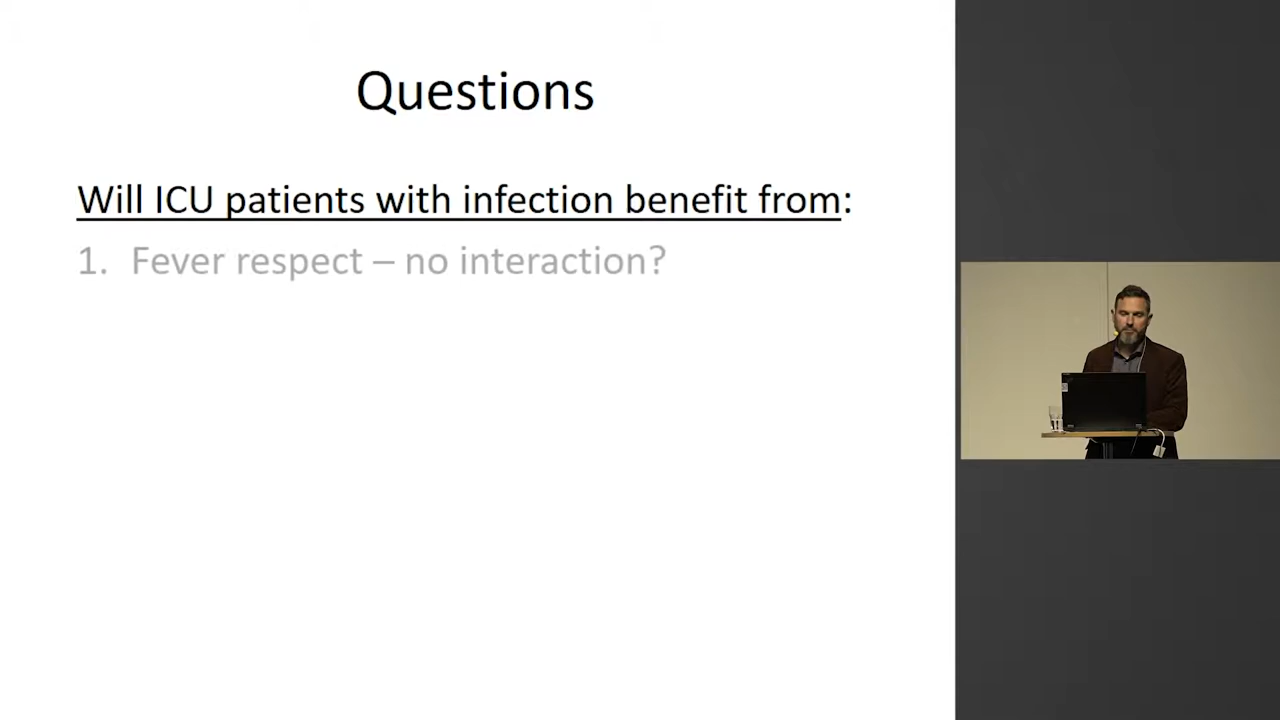 Questions
Will ICU patients with infection benefit from:
1. Fever respect – no interaction?